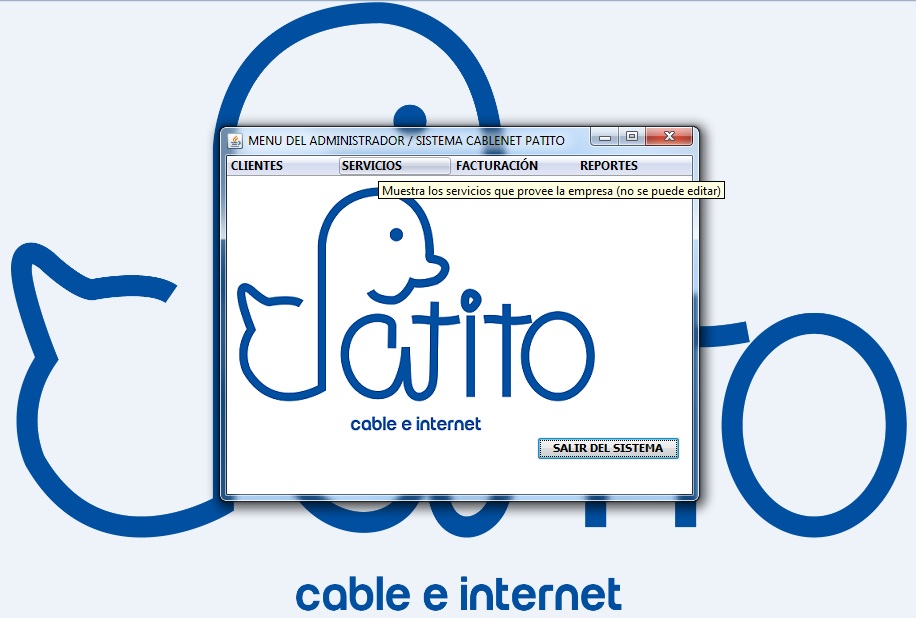 MENU DEL ADMINISTRADOR / SISTEMA CABLENET PATITO
CLIENTES SERVICIOS FACTURACIÓN REPORTES
Muestra los servicios que provee la empresa (no se puede editar)
Patito
cable e internet
SALIR DEL SISTEMA
cable e internet